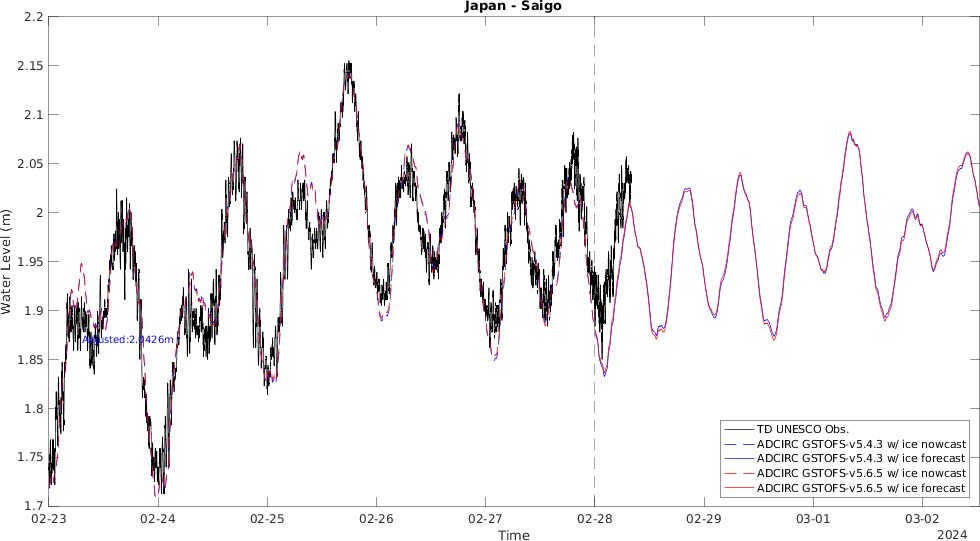 Japan - Saigo
2.2
2.15
2.1
2.05
2
1.95
1.9
1.85
1.8
1.75
1.7
Water Level (m)
Adjusted:2.0426m
TD UNESCO Obs.
ADCIRC GSTOFS-v5.4.3 w/ ice nowcast
ADCIRC GSTOFS-v5.4.3 w/ ice forecast
ADCIRC GSTOFS-v5.6.5 w/ ice nowcast
ADCIRC GSTOFS-v5.6.5 w/ ice forecast
02-23 02-24 02-25 02-26 02-27 02-28 02-29 03-01 03-02
Time
2024